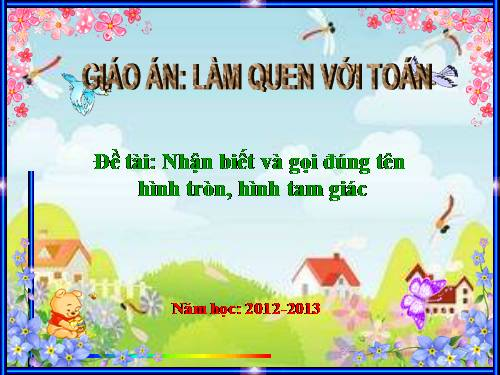 GIÁO ÁN: LÀM QUEN VỚI TOÁN
Đề tài: Nhận biết và gọi đúng tên
hình tròn, hình tam giác
Năm học: 2012-2013